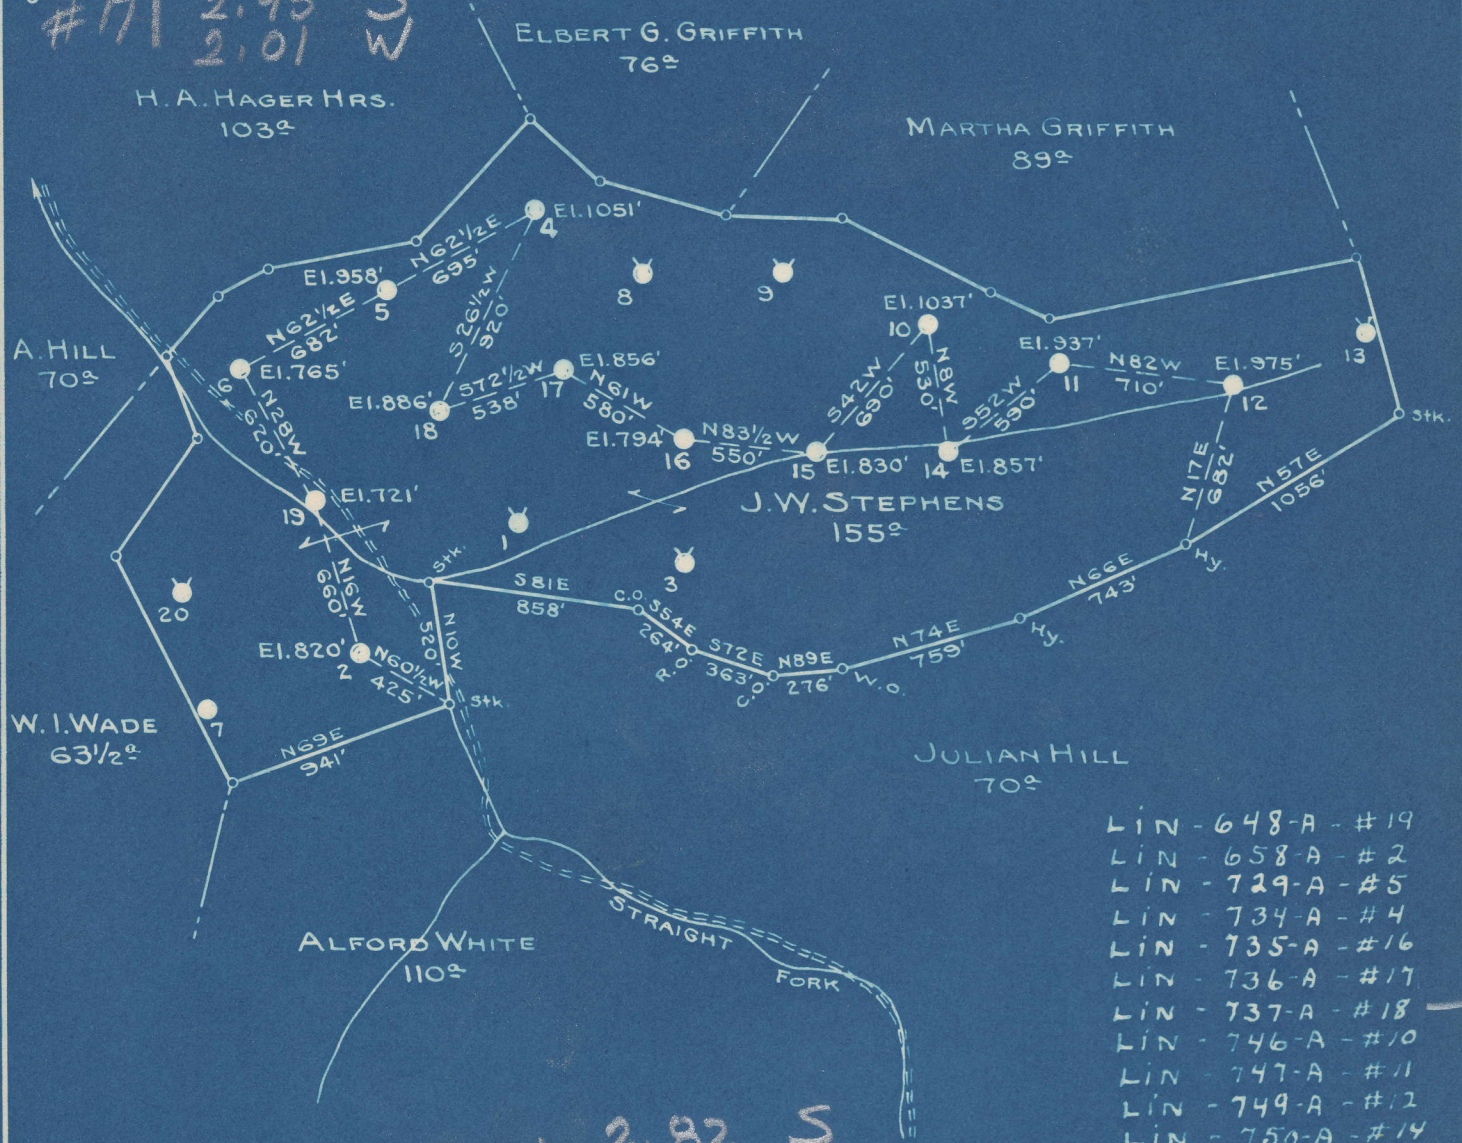 #171 2.95 S
2.01 W
ELBERT G. GRIFFITH
76a
H. A. HAGER HRS.
103a
MARTHA GRIFFITH
89a
A. HILL
70a
El. 1051'
4
N62½E
695'
El. 958'
5
N62½E
682'
6
El. 765'
S26½W
920'
8
9
El. 1037'
10
El. 937'
11
N82W
710'
El. 975'
12
13
Stk.
El. 856'
17
S72½W
538'
El. 886'
18
N61W
580'
El. 794
16
N83½W
550'
S42W
690'
N8W
530'
S52W
590'
15
El. 830'
14
El. 857'
N28W
620'
19
El. 721'
N17E
682'
N57E
1056'
J. W. STEPHENS
155a
1
3
Stk.
S81E
858'
C.O.
S54E
264'
R.O.
S72E
363'
C.O.
N89E
276'
W.O.
N74E
759'
Hy.
N66E
743'
Hy.
20
N16W
660'
El. 820'
2
N60½W
425'
N10W
520'
Stk.
7
N69E
941'
W. I. WADE
63½a
JULIAN HILL
70a
ALFORD WHITE
110a
STRAIGHT
FORK
LIN - 648-A - #19
LIN - 658-A - #2
LIN - 729-A - #5
LIN - 734-A - #4
LIN - 735-A - #16
LIN - 736-A - #17
LIN - 737-A - #18
LIN - 746-A - #10
LIN - 747-A - #11
LIN - 749-A - #12
LIN - 750-A - #14
2.82 S